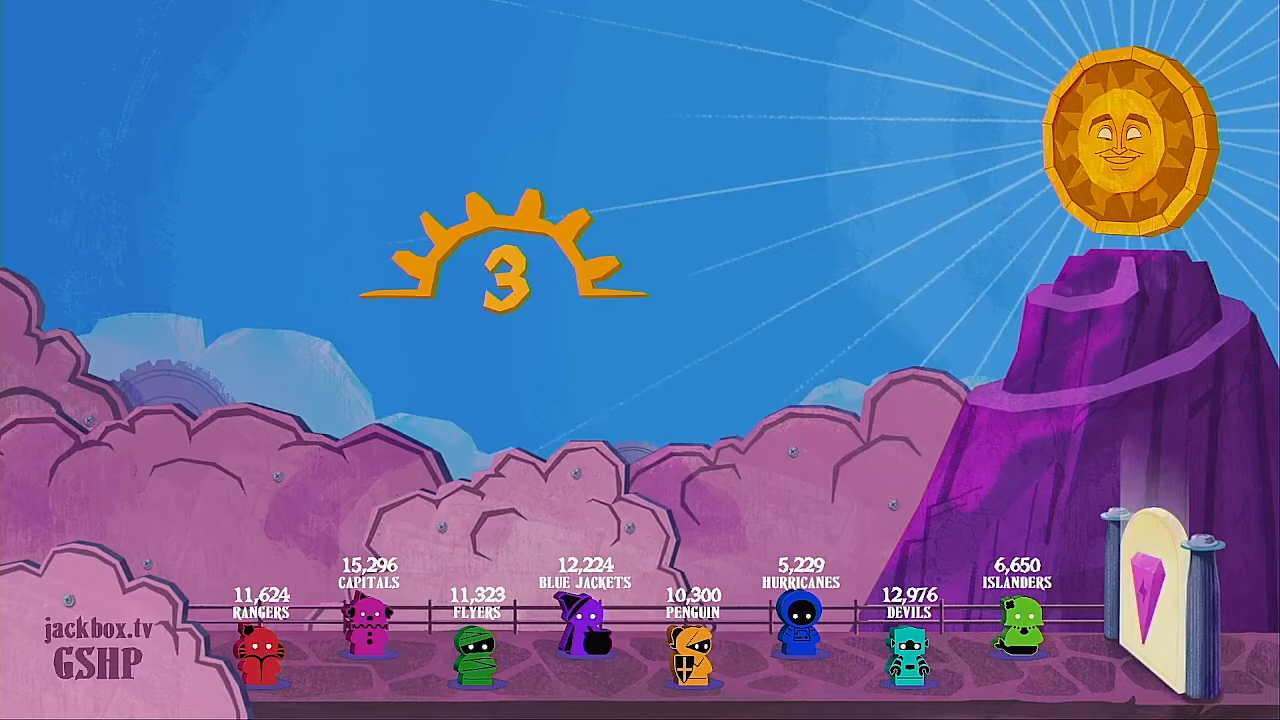 3
15,296
CAPITALS
12,224
BLUE JACKETS
5,229
HURRICANES
6,650
ISLANDERS
11,624
RANGERS
11,323
FLYERS
10,300
PENGUIN
12,976
DEVILS
jackbox.tv
GSHP